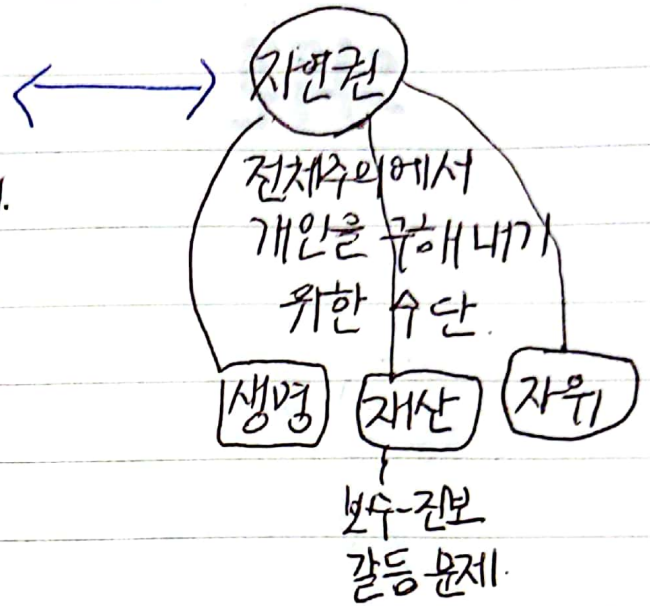 자연권
전체주의에서
개인을 구해내기
위한 수단.
생명 재산 자위
보수-진보
갈등 문제.